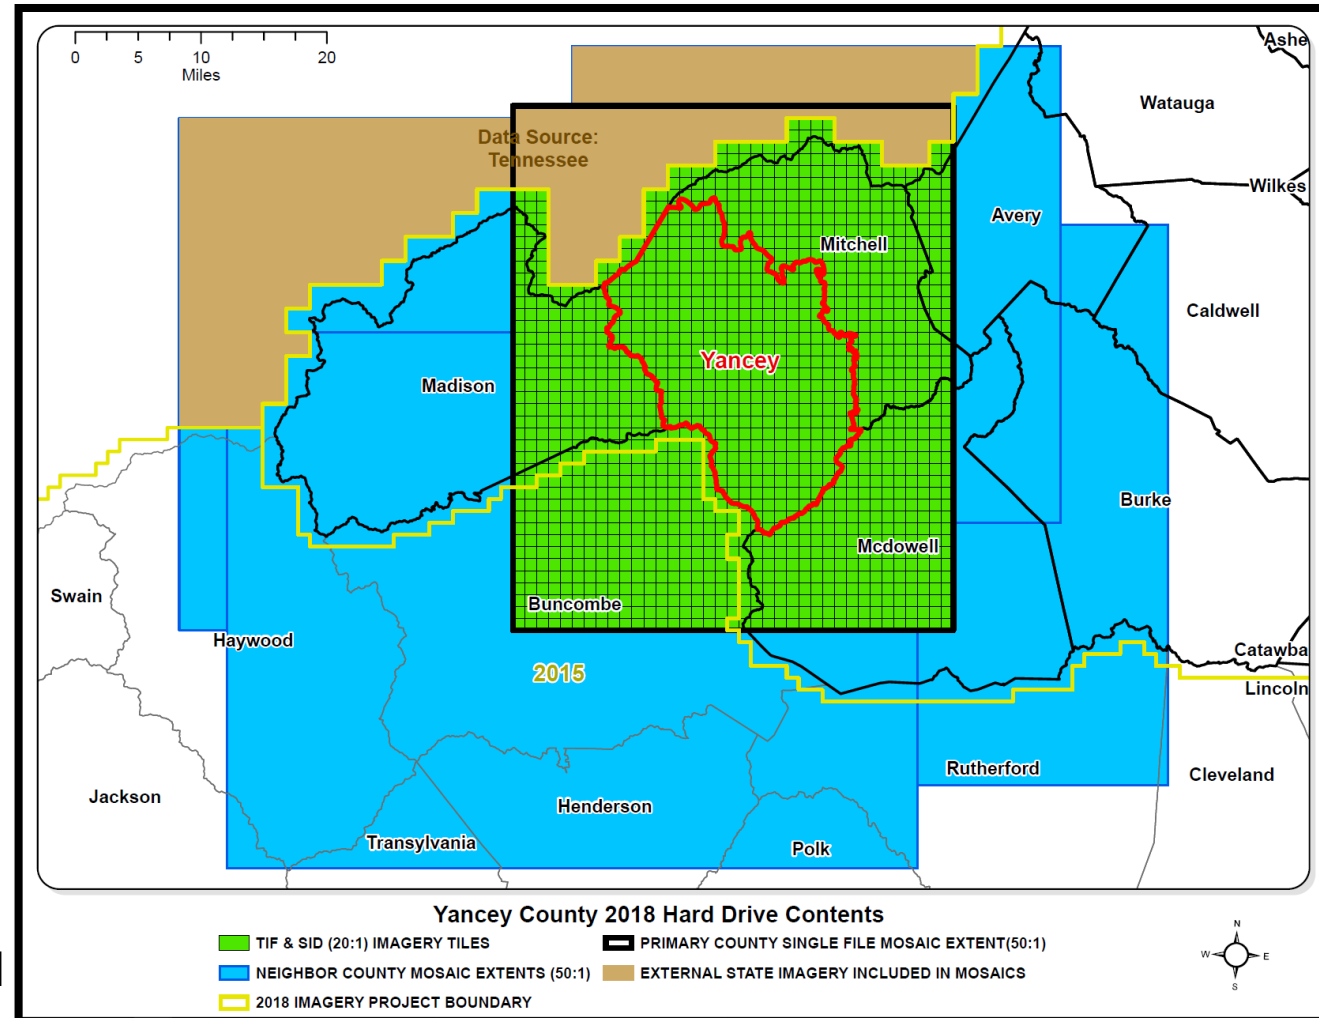 0 5 10 20
Miles
Ashe
Watauga
Data Source:
Tennessee
Wilkes
Avery
Mitchell
Caldwell
Yancey
Madison
Burke
Mcdowell
Swain
Buncombe
Haywood
Catawba
2015
Lincoln
Rutherford
Cleveland
Jackson
Henderson
Transylvania
Polk
Yancey County 2018 Hard Drive Contents
TIF & SID (20:1) IMAGERY TILES
PRIMARY COUNTY SINGLE FILE MOSAIC EXTENT(50:1)
NEIGHBOR COUNTY MOSAIC EXTENTS (50:1)
EXTERNAL STATE IMAGERY INCLUDED IN MOSAICS
2018 IMAGERY PROJECT BOUNDARY
N
W E
S